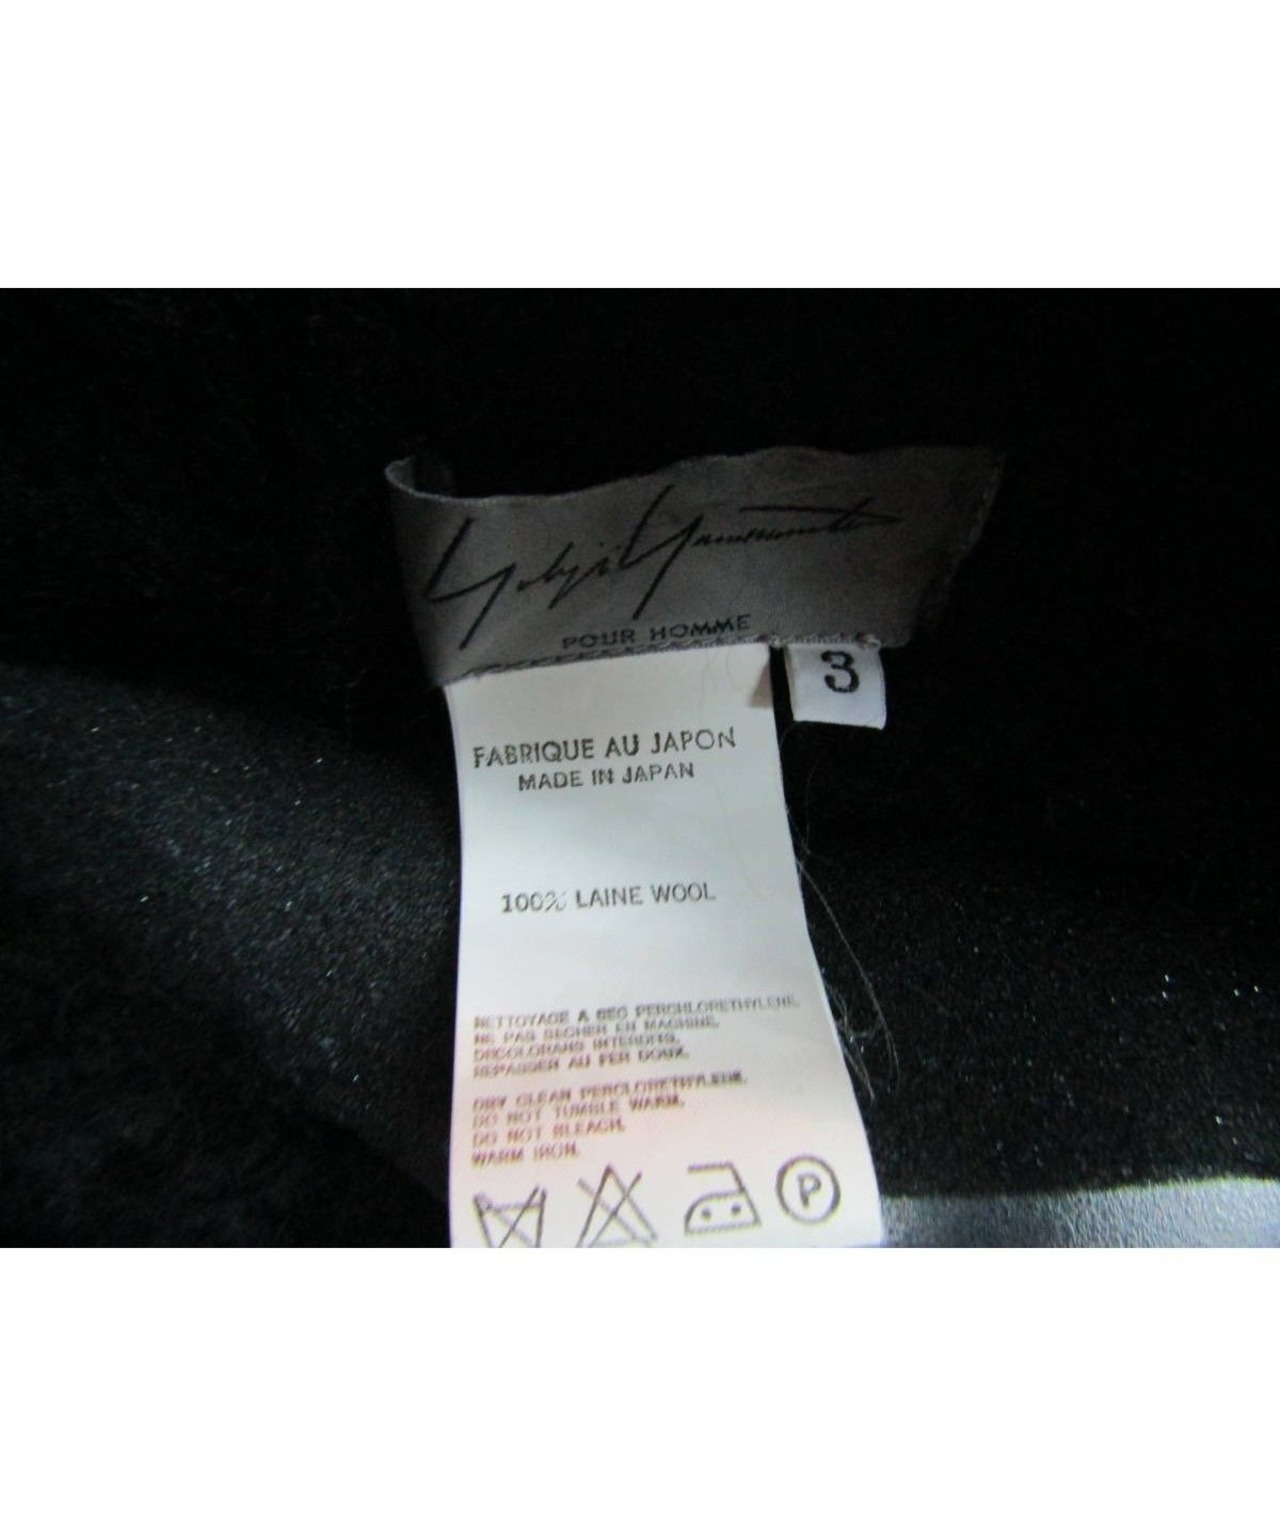 Yohji Yamamoto
POUR HOMME
3
FABRIQUE AU JAPON
MADE IN JAPAN
100% LAINE WOOL
NETTOYAGE A SEC PERCHLORETHYLENE.
NE PAS SECHER EN MACHINE.
DECOLORANS INTERDITS.
REPASSER AU FER DOUX.
DRY CLEAN PERCLORETHYLENE.
DO NOT TUMBLE WARM.
DO NOT BLEACH.
WARM IRON.
P